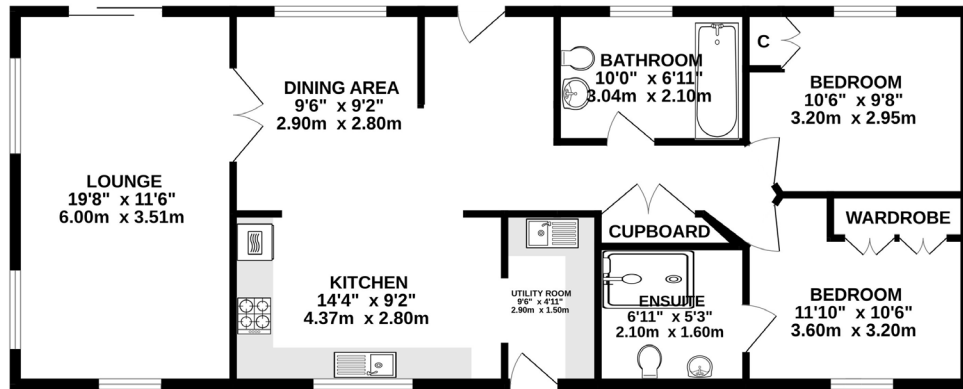 LOUNGE
19'8" x 11'6"
6.00m x 3.51m
DINING AREA
9'6" x 9'2"
2.90m x 2.80m
KITCHEN
14'4" x 9'2"
4.37m x 2.80m
UTILITY ROOM
9'6" x 4'11"
2.90m x 1.50m
BATHROOM
10'0" x 6'11"
3.04m x 2.10m
C
BEDROOM
10'6" x 9'8"
3.20m x 2.95m
CUPBOARD
WARDROBE
ENSUITE
6'11" x 5'3"
2.10m x 1.60m
BEDROOM
11'10" x 10'6"
3.60m x 3.20m